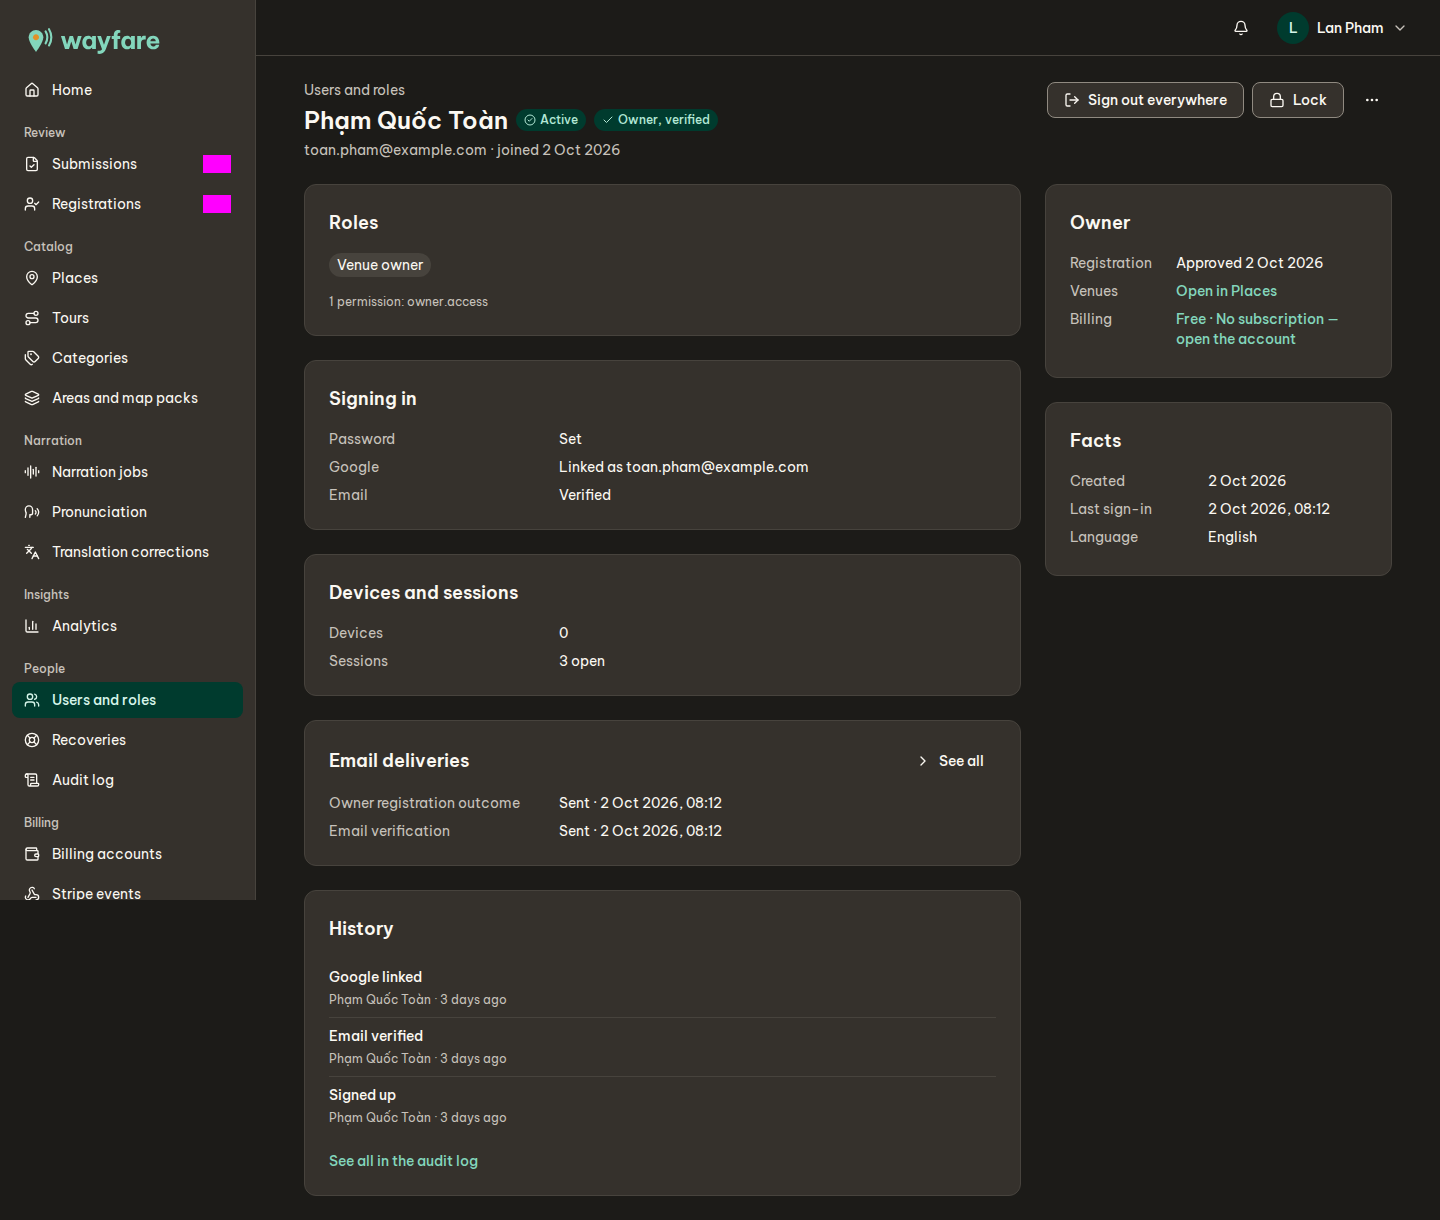 wayfare
Home
Review
Submissions
Registrations
Catalog
Places
Tours
Categories
Areas and map packs
Narration
Narration jobs
Pronunciation
Translation corrections
Insights
Analytics
People
Users and roles
Recoveries
Audit log
Billing
Billing accounts
Stripe events
L Lan Pham
Users and roles
Phạm Quốc Toàn Active Owner, verified
toan.pham@example.com · joined 2 Oct 2026
Sign out everywhere Lock
Roles
Venue owner
1 permission: owner.access
Signing in
Password Set
Google Linked as toan.pham@example.com
Email Verified
Devices and sessions
Devices 0
Sessions 3 open
Email deliveries See all
Owner registration outcome Sent · 2 Oct 2026, 08:12
Email verification Sent · 2 Oct 2026, 08:12
History
Google linked
Phạm Quốc Toàn · 3 days ago
Email verified
Phạm Quốc Toàn · 3 days ago
Signed up
Phạm Quốc Toàn · 3 days ago
See all in the audit log
Owner
Registration Approved 2 Oct 2026
Venues Open in Places
Billing Free · No subscription —
open the account
Facts
Created 2 Oct 2026
Last sign-in 2 Oct 2026, 08:12
Language English